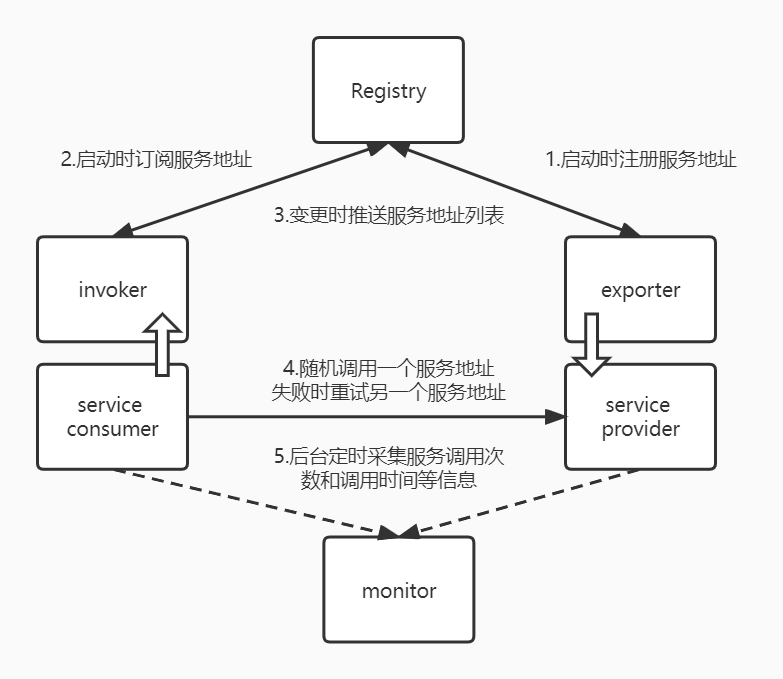 Registry
2.启动时订阅服务地址
1.启动时注册服务地址
3.变更时推送服务地址列表
invoker
exporter
4.随机调用一个服务地址
失败时重试另一个服务地址
service
consumer
service
provider
5.后台定时采集服务调用次
数和调用时间等信息
monitor